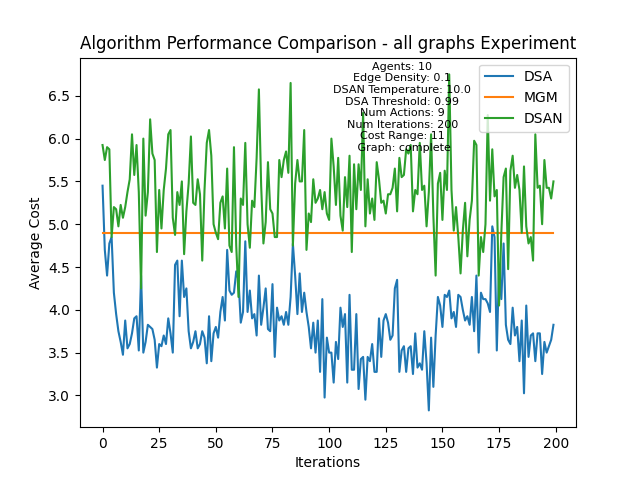 Algorithm Performance Comparison - all graphs Experiment
Agents: 10
Edge Density: 0.1
DSAN Temperature: 10.0
DSA Threshold: 0.99
Num Actions: 9
Num Iterations: 200
Cost Range: 11
Graph: complete
DSA
MGM
DSAN
Average Cost
6.5
6.0
5.5
5.0
4.5
4.0
3.5
3.0
0 25 50 75 100 125 150 175 200
Iterations